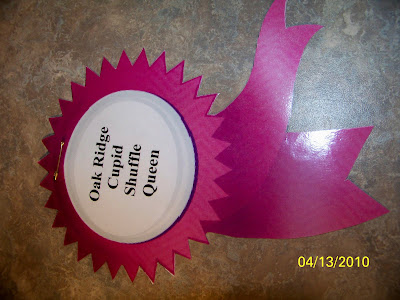 Oak Ridge
Cupid
Shuffle
Queen
04/13/2010